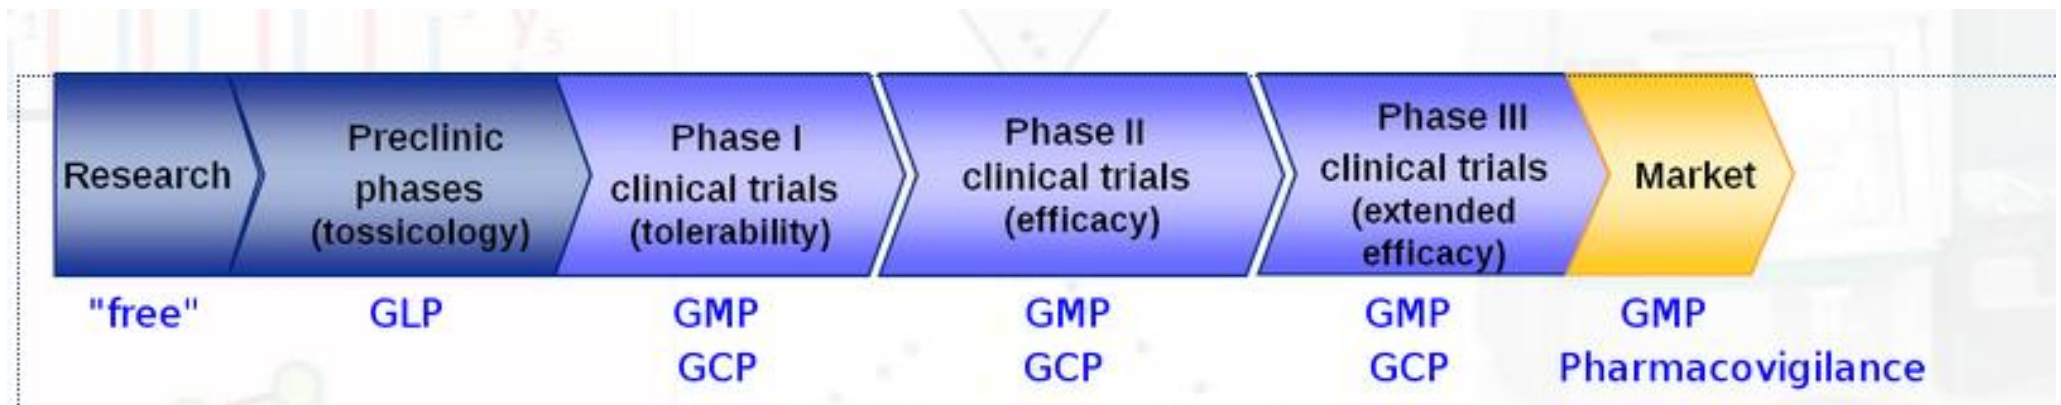 Research
Preclinic
phases
(tossicology)
Phase I
clinical trials
(tolerability)
Phase II
clinical trials
(efficacy)
Phase III
clinical trials
(extended
efficacy)
Market
"free"
GLP
GMP
GCP
GMP
GCP
GMP
GCP
GMP
Pharmacovigilance